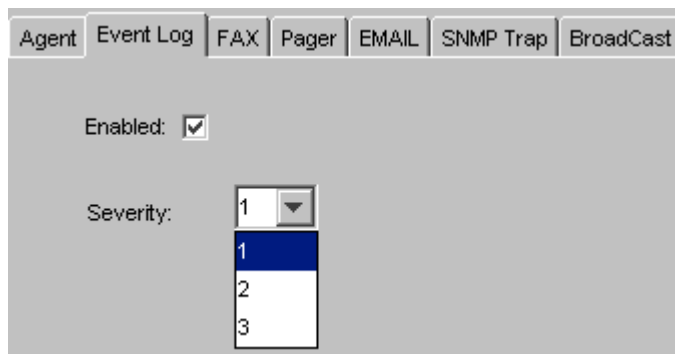 Agent Event Log FAX Pager EMAIL SNMP Trap BroadCast
Enabled:
Severity: 1
1
2
3